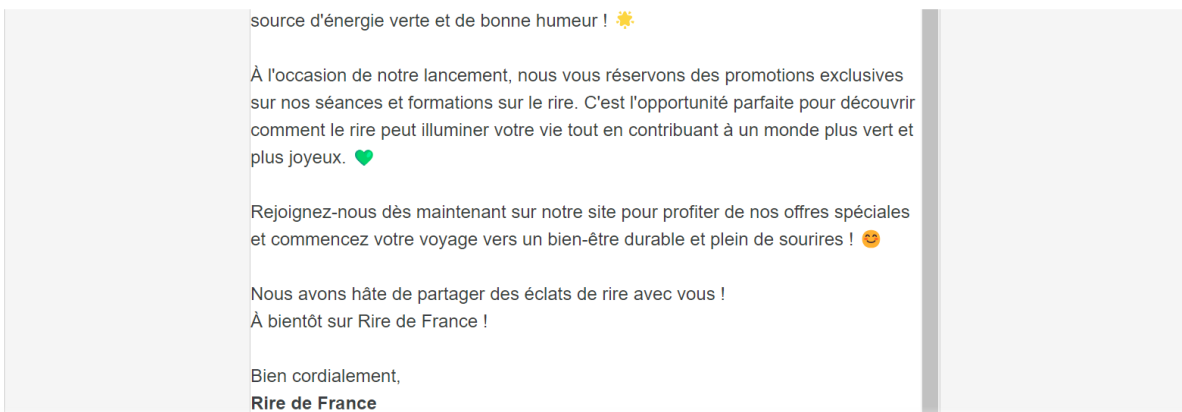 source d'énergie verte et de bonne humeur ! 🌟
À l'occasion de notre lancement, nous vous réservons des promotions exclusives
sur nos séances et formations sur le rire. C'est l'opportunité parfaite pour découvrir
comment le rire peut illuminer votre vie tout en contribuant à un monde plus vert et
plus joyeux. 💚
Rejoignez-nous dès maintenant sur notre site pour profiter de nos offres spéciales
et commencez votre voyage vers un bien-être durable et plein de sourires ! 😊
Nous avons hâte de partager des éclats de rire avec vous !
À bientôt sur Rire de France !
Bien cordialement,
Rire de France